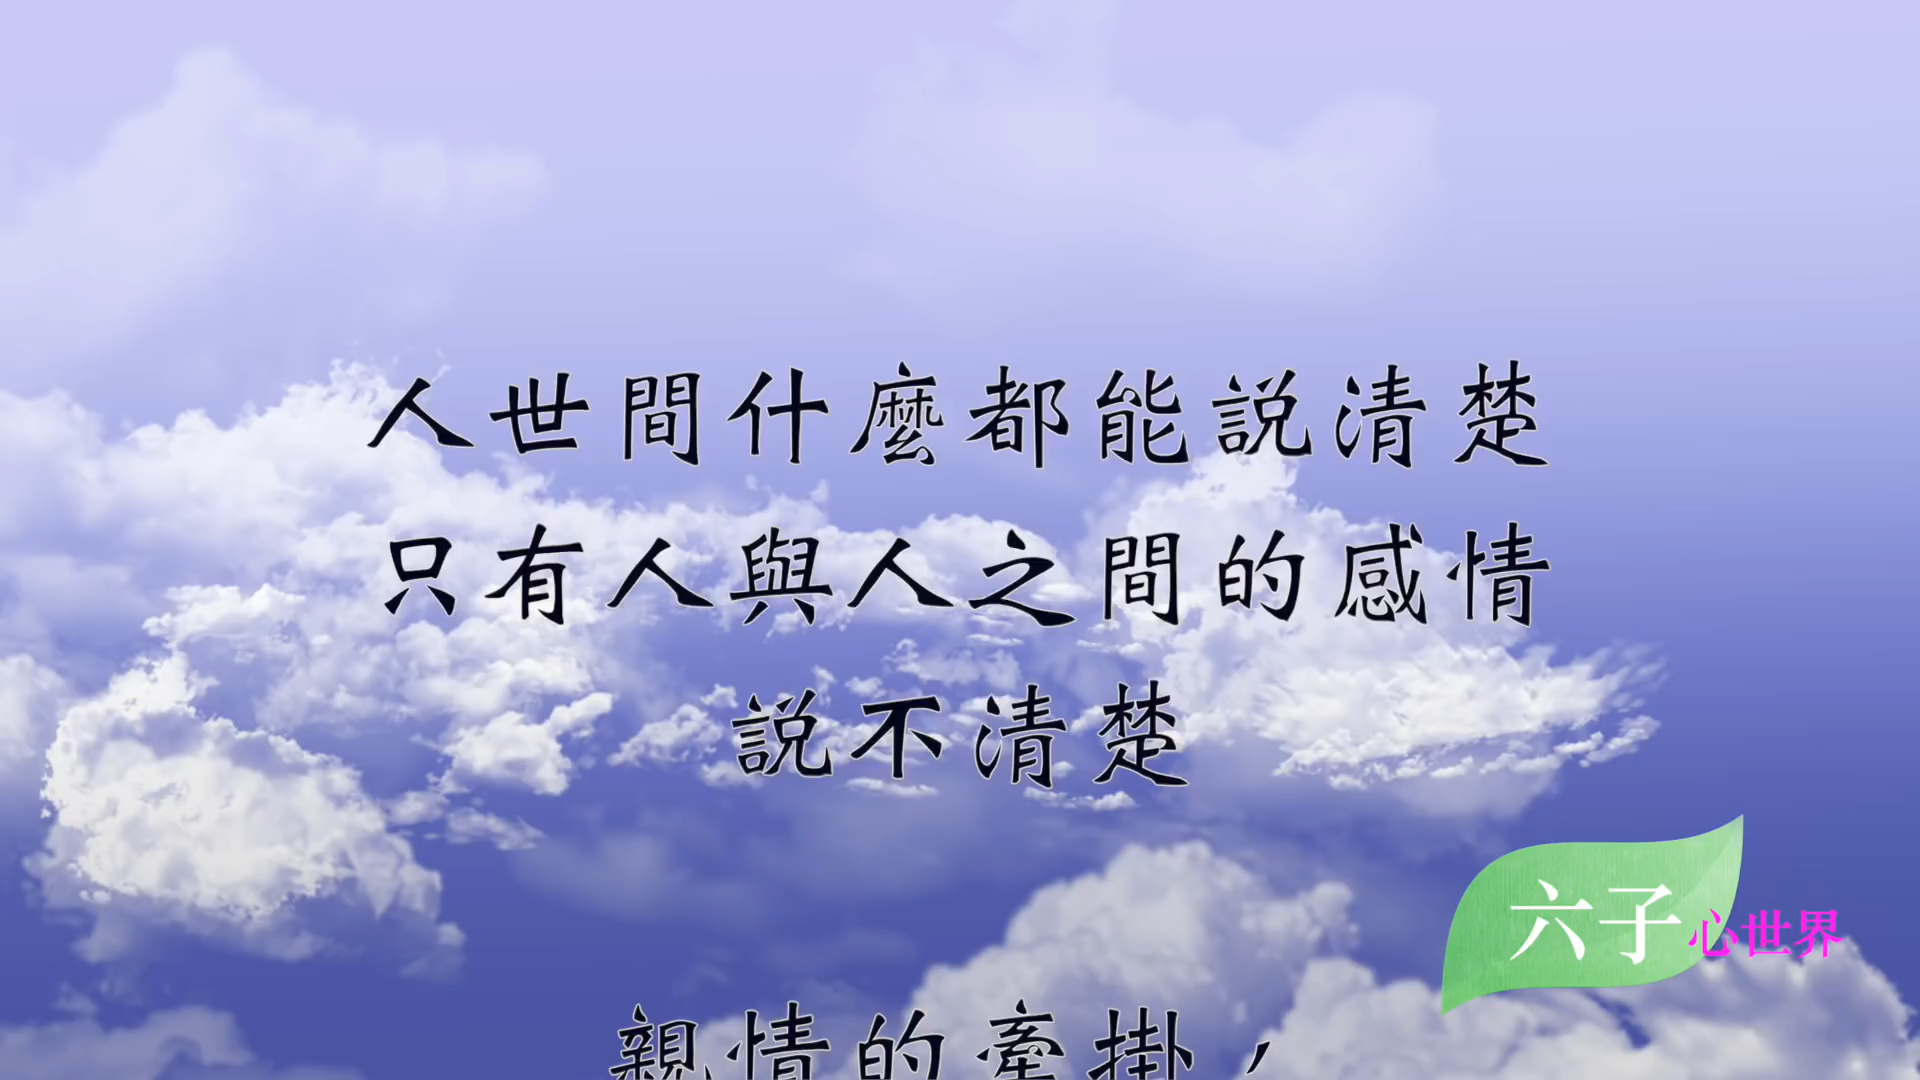 人世間什麼都能說清楚
只有人與人之間的感情
說不清楚
親情的牽掛，
六子心世界